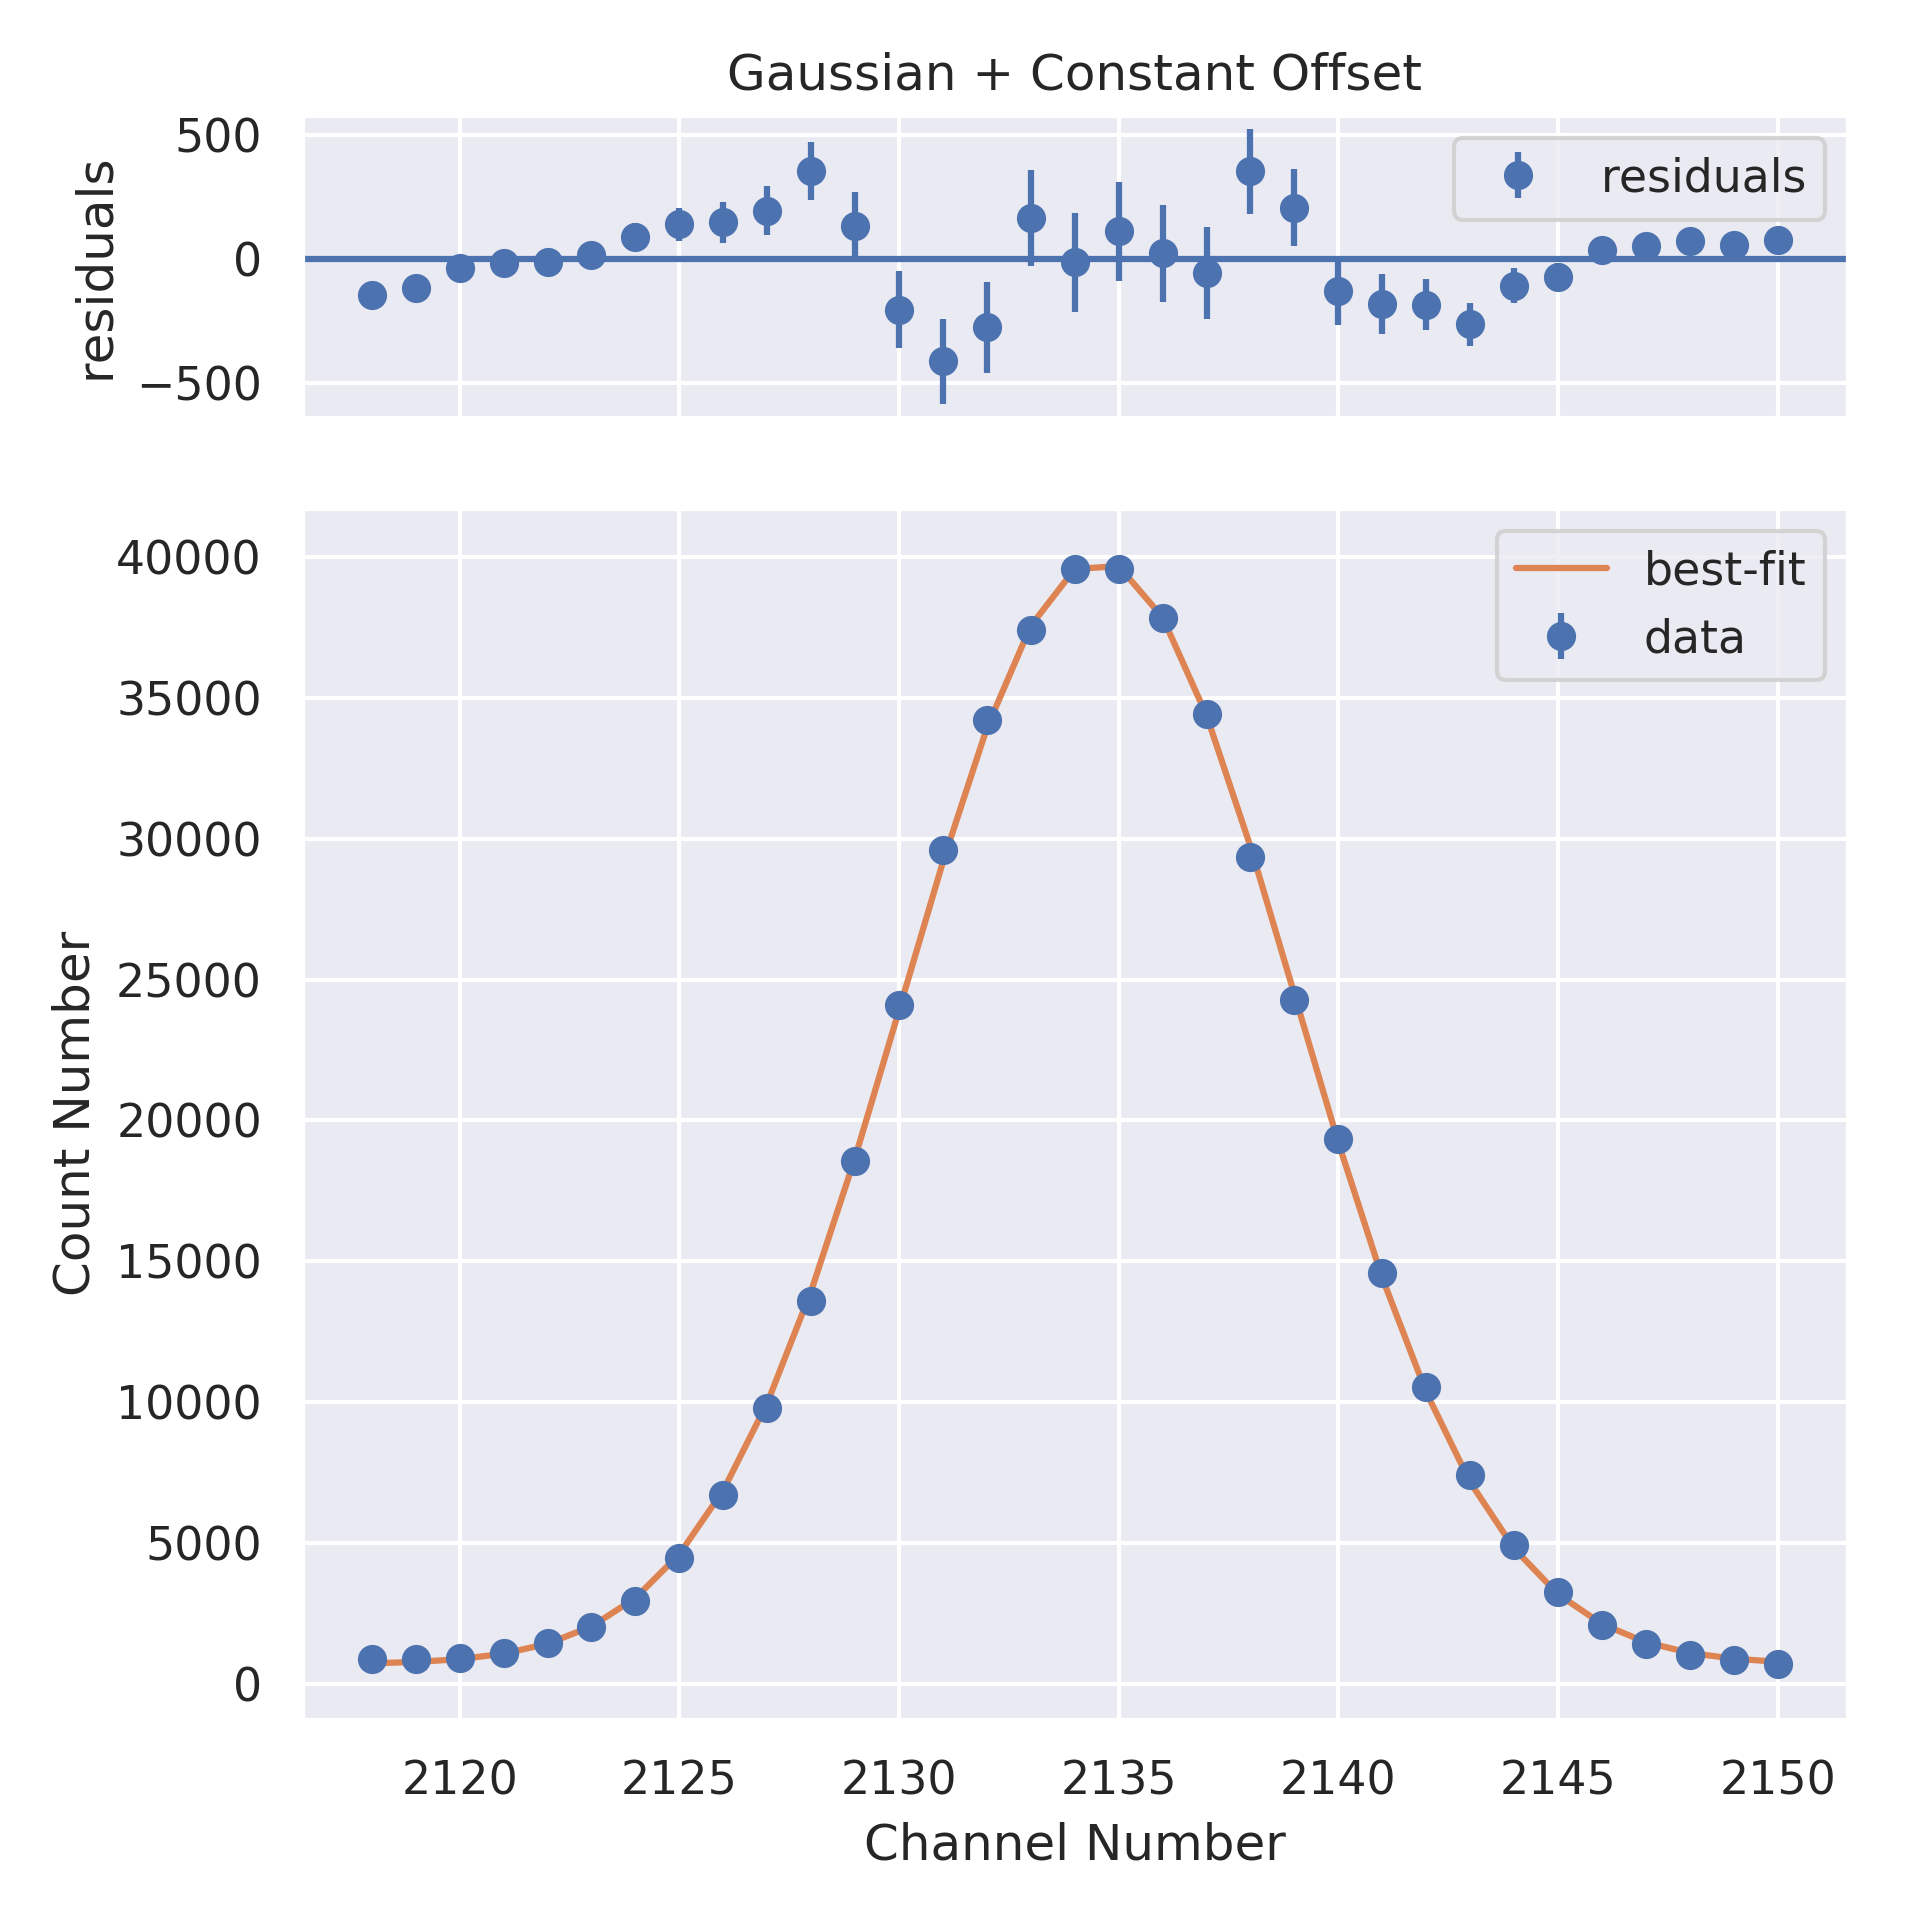 Gaussian + Constant Offset
500
0
−500
residuals
residuals
40000
35000
30000
25000
20000
15000
10000
5000
0
Count Number
best-fit
data
2120 2125 2130 2135 2140 2145 2150
Channel Number